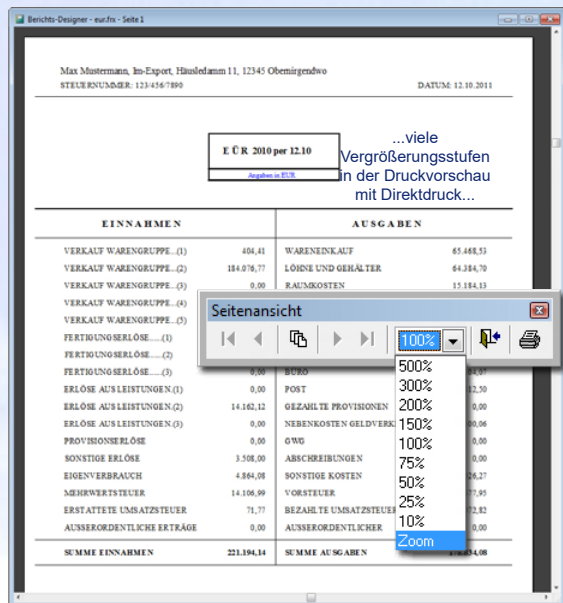 Berichts-Designer - eur.frx - Seite 1
Max Mustermann, Im-Export, Häusledamm 11, 12345 Obernirgendwo
STEUERNUMMER: 123/456/7890 DATUM: 12.10.2011
E Ü R 2010 per 12.10
Angaben in EUR
...viele
Vergrößerungsstufen
in der Druckvorschau
mit Direktdruck...
EINNAHMEN AUSGABEN
VERKAUF WARENGRUPPE...(1) 404,41 WARENEINKAUF 65.468,53
VERKAUF WARENGRUPPE...(2) 184.076,77 LÖHNE UND GEHÄLTER 64.384,70
VERKAUF WARENGRUPPE...(3) 0,00 RAUMKOSTEN 15.184,13
VERKAUF WARENGRUPPE...(4)
VERKAUF WARENGRUPPE...(5)
Seitenansicht
100%
500%
300%
200%
150%
100%
75%
50%
25%
10%
Zoom
FERTIGUNGSERLÖSE......(1)
FERTIGUNGSERLÖSE......(2)
FERTIGUNGSERLÖSE......(3) 0,00 BÜRO
ERLÖSE AUS LEISTUNGEN.(1) 0,00 POST
ERLÖSE AUS LEISTUNGEN.(2) 14.162,12 GEZAHLTE PROVISIONEN 0,00
ERLÖSE AUS LEISTUNGEN.(3) 0,00 NEBENKOSTEN GELDVERK
PROVISIONSERLÖSE 0,00 GWG 0,00
SONSTIGE ERLÖSE 3.508,00 ABSCHREIBUNGEN 0,00
EIGENVERBRAUCH 4.864,08 SONSTIGE KOSTEN
MEHRWERTSTEUER 14.106,99 VORSTEUER
ERSTATTETE UMSATZSTEUER 71,77 BEZAHLTE UMSATZSTEUER
AUSSERORDENTLICHE ERTRÄGE 0,00 AUSSERORDENTLICHER 0,00
SUMME EINNAHMEN 221.194,14 SUMME AUSGABEN